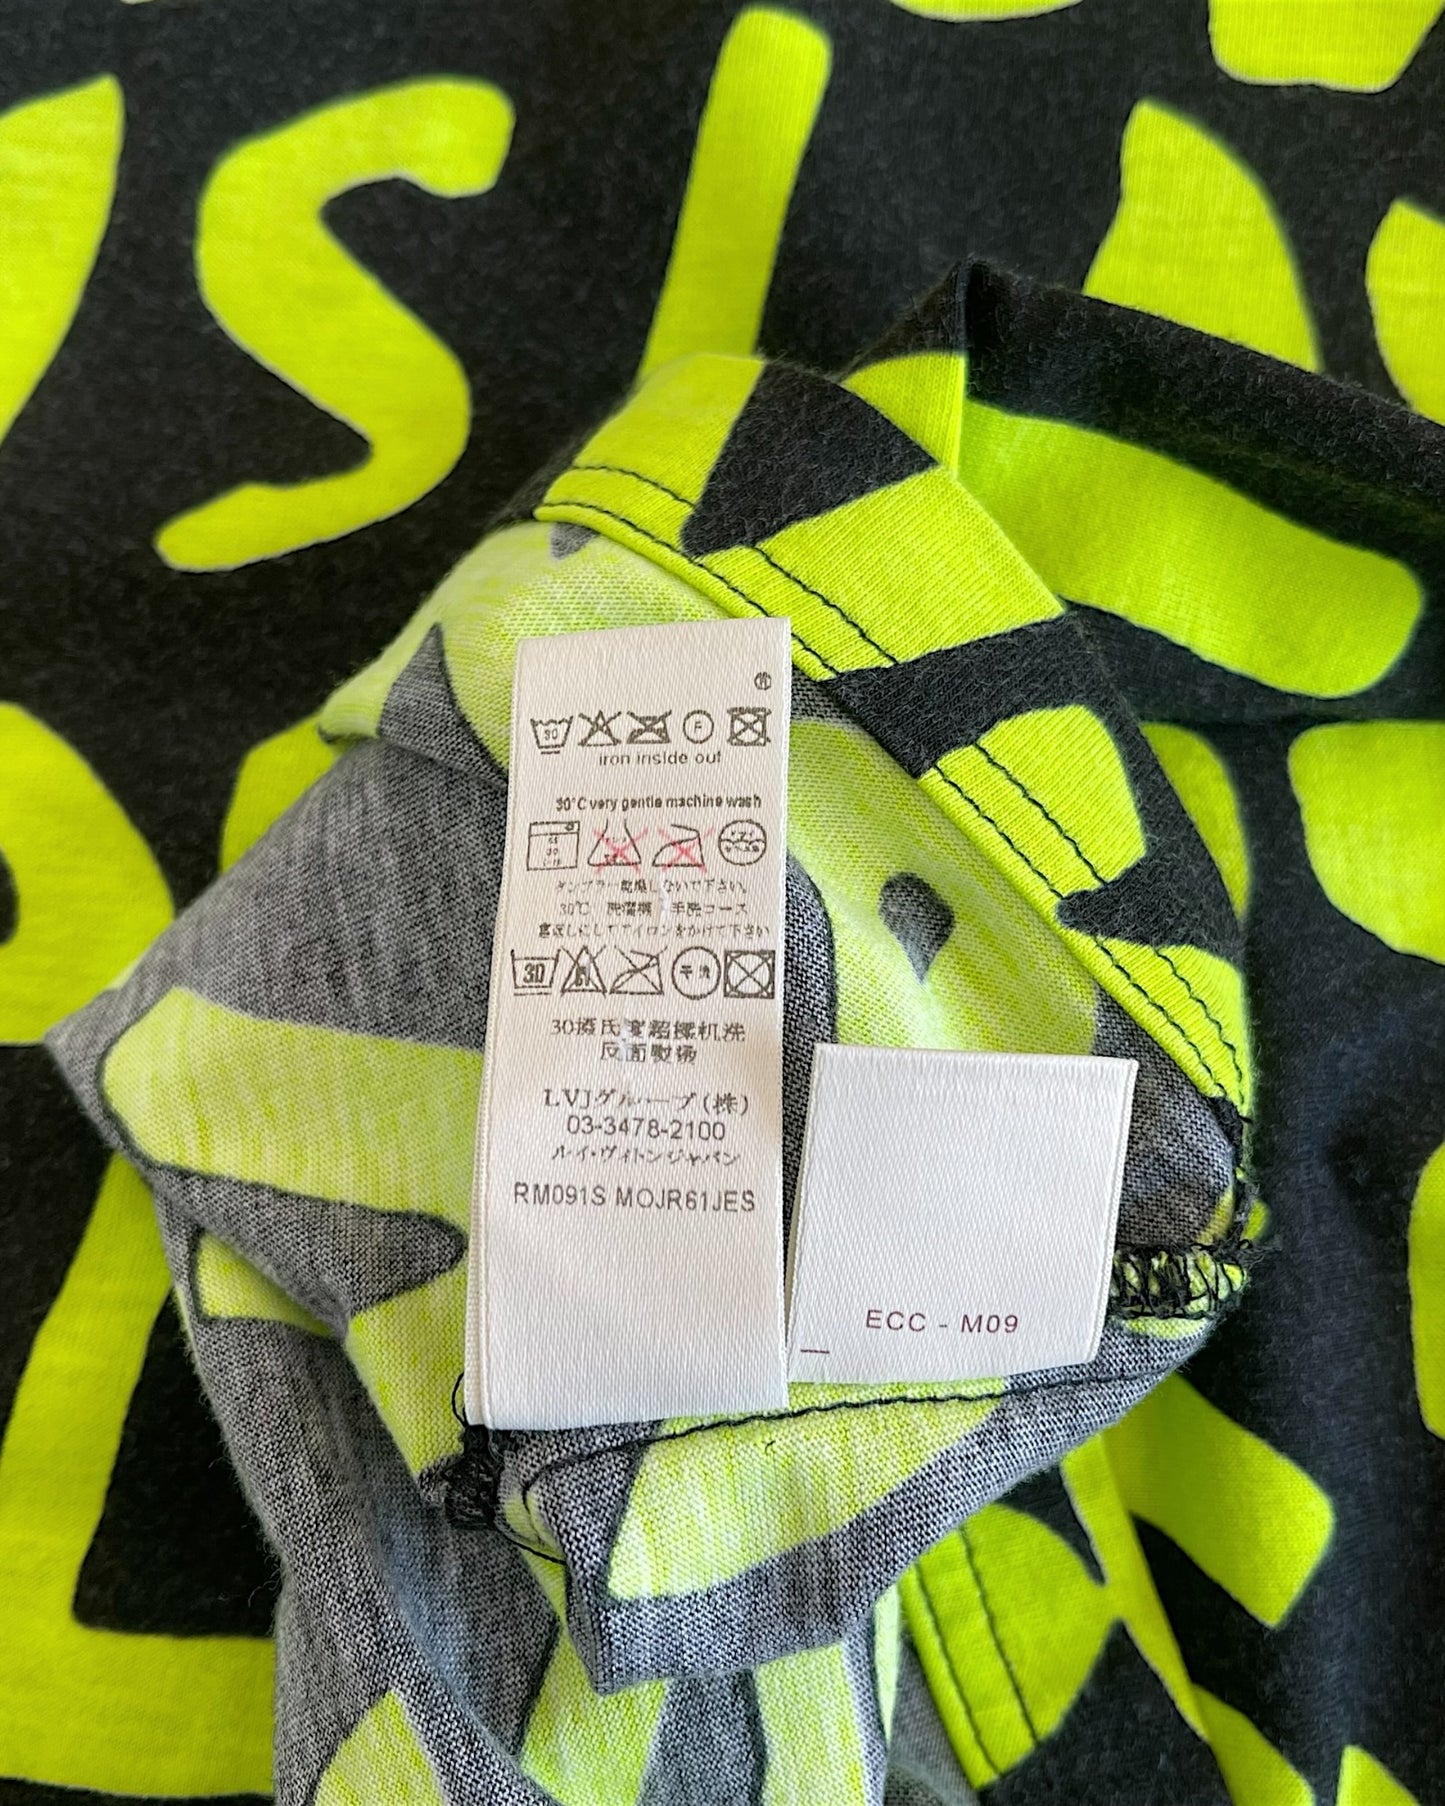 30
F
iron inside out
30°C very gentle machine wash
30
タンブラー乾燥しないで下さい。
30℃ 洗濯機 手洗コース
裏返しにしてアイロンをかけて下さい
30
30摄氏度超柔机洗
反面熨烫
LVJグループ(株)
03-3478-2100
ルイ・ヴィトンジャパン
RM091S MOJR61JES
ECC - M09